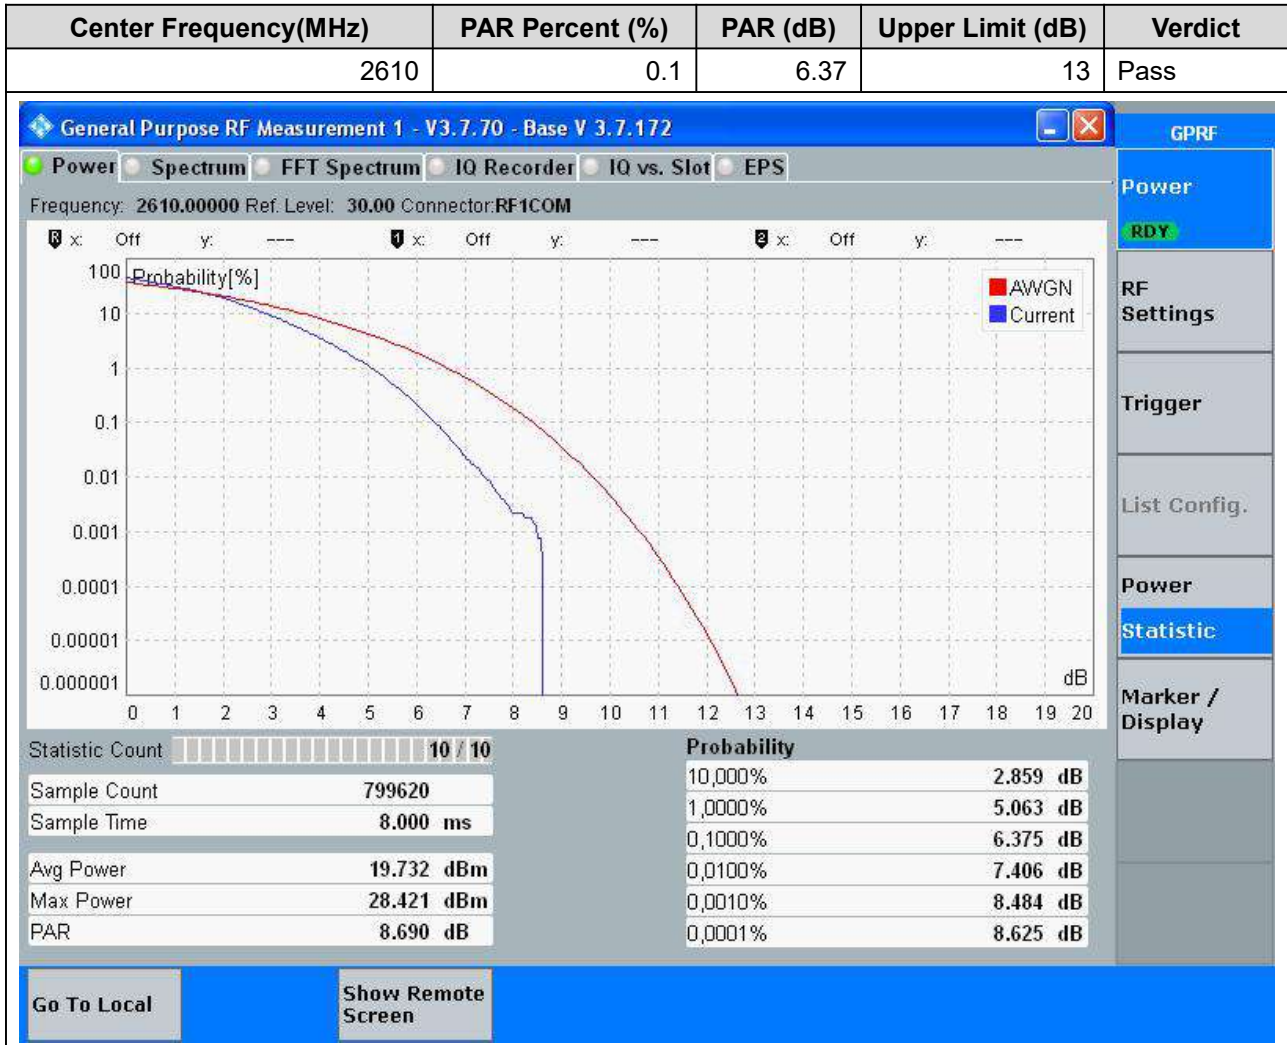 Center Frequency(MHz) PAR Percent (%) PAR (dB) Upper Limit (dB) Verdict
2610 0.1 6.37 13 Pass
General Purpose RF Measurement 1 - V3.7.70 - Base V 3.7.172
GPRF
Power Spectrum FFT Spectrum IQ Recorder IQ vs. Slot EPS
Frequency: 2610.00000 Ref. Level: 30.00 Connector:RF1COM
R x: Off y: --- 1 x: Off y: --- 2 x: Off y: ---
Probability[%]
100
10
1
0.1
0.01
0.001
0.0001
0.00001
0.000001
AWGN
Current
dB
0 1 2 3 4 5 6 7 8 9 10 11 12 13 14 15 16 17 18 19 20
Statistic Count 10 / 10
Sample Count 799620
Sample Time 8.000 ms
Avg Power 19.732 dBm
Max Power 28.421 dBm
PAR 8.690 dB
Probability
10,000% 2.859 dB
1,0000% 5.063 dB
0,1000% 6.375 dB
0,0100% 7.406 dB
0,0010% 8.484 dB
0,0001% 8.625 dB
Power
RDY
RF
Settings
Trigger
List Config.
Power
Statistic
Marker /
Display
Go To Local
Show Remote
Screen